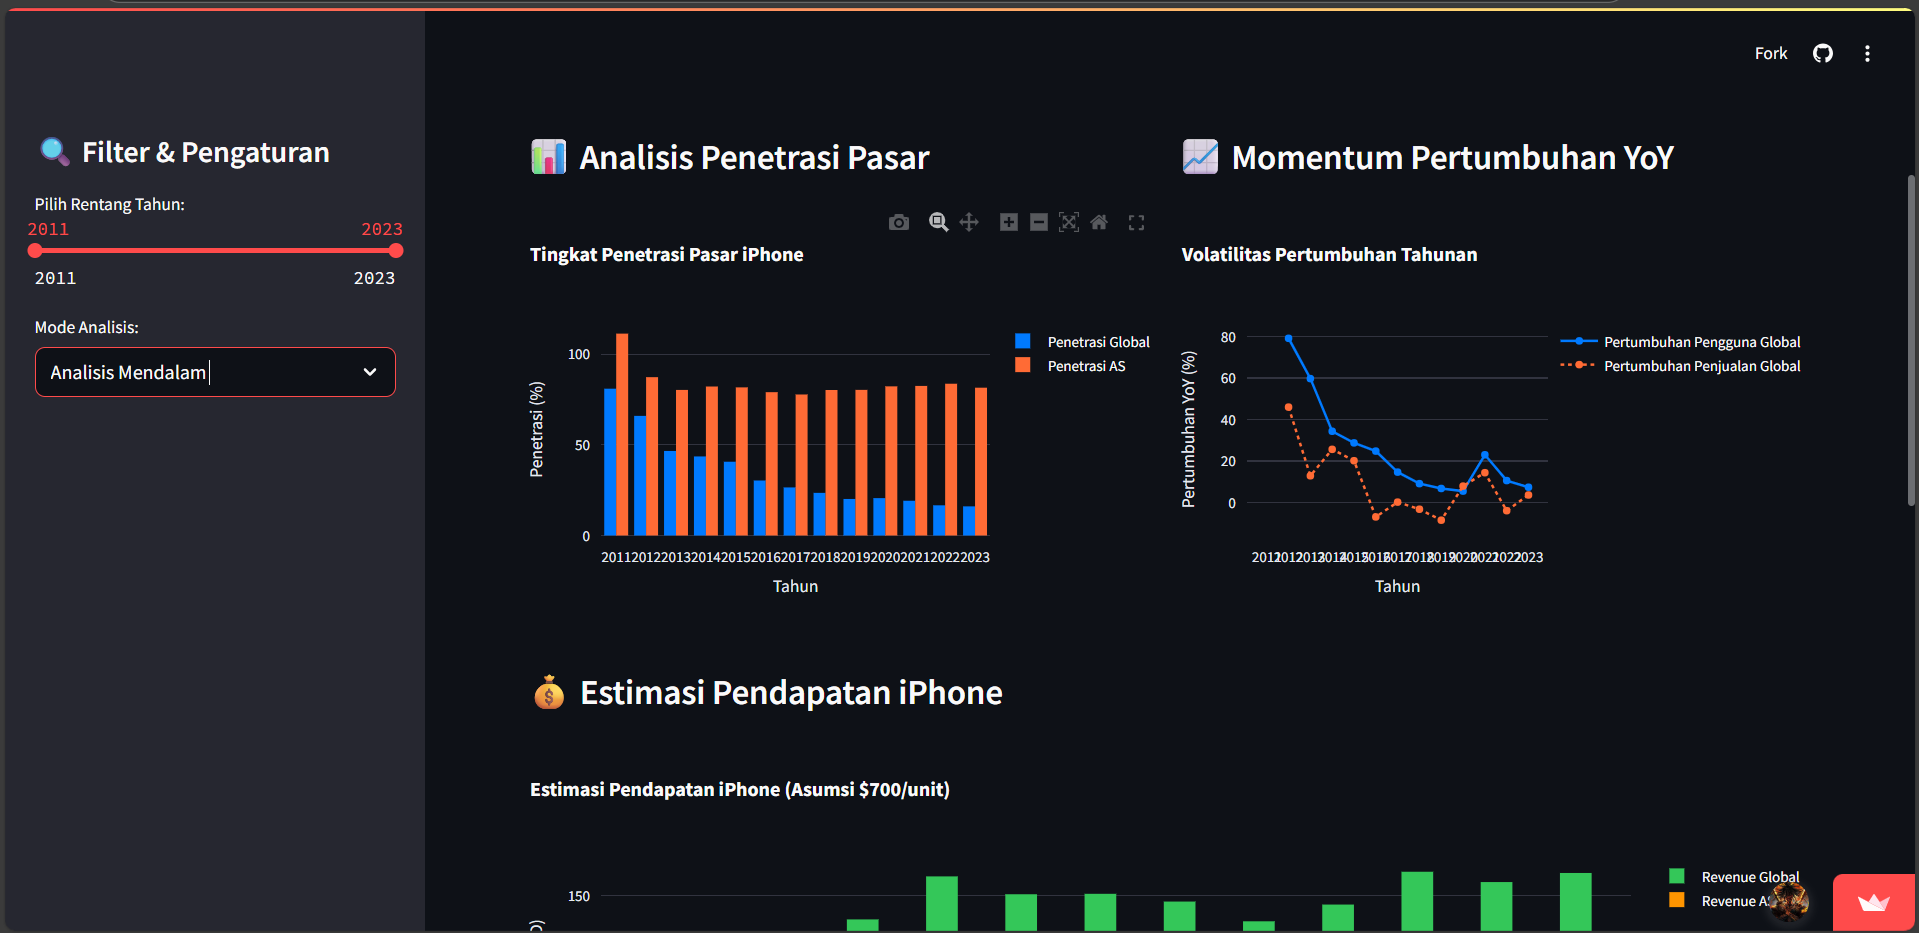 Fork
Filter & Pengaturan
Pilih Rentang Tahun:
2011 2023
2011 2023
Mode Analisis:
Analisis Mendalam
Analisis Penetrasi Pasar
Tingkat Penetrasi Pasar iPhone
Penetrasi (%)
100
50
0
2011 2012 2013 2014 2015 2016 2017 2018 2019 2020 2021 2022 2023
Tahun
Penetrasi Global
Penetrasi AS
Momentum Pertumbuhan YoY
Volatilitas Pertumbuhan Tahunan
Pertumbuhan YoY (%)
80
60
40
20
0
2011 2012 2013 2014 2015 2016 2017 2018 2019 2020 2021 2022 2023
Tahun
Pertumbuhan Pengguna Global
Pertumbuhan Penjualan Global
Estimasi Pendapatan iPhone
Estimasi Pendapatan iPhone (Asumsi $700/unit)
150
Revenue Global
Revenue